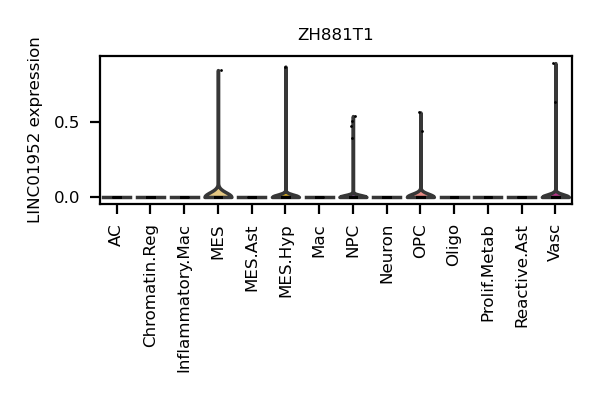 ZH881T1
LINC01952 expression
0.5
0.0
AC
Chromatin.Reg
Inflammatory.Mac
MES
MES.Ast
MES.Hyp
Mac
NPC
Neuron
OPC
Oligo
Prolif.Metab
Reactive.Ast
Vasc